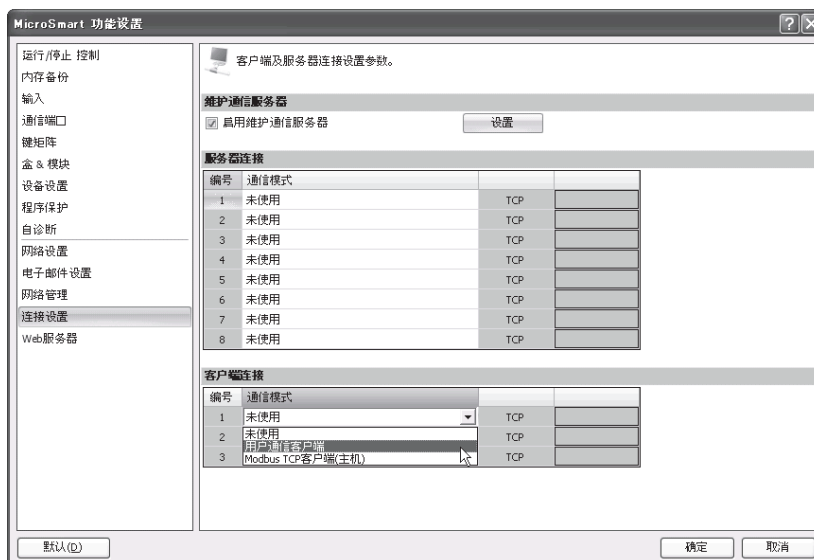 MicroSmart 功能设置
运行/停止 控制
内存备份
输入
通信端口
键矩阵
盒 & 模块
设备设置
程序保护
自诊断
网络设置
电子邮件设置
网络管理
连接设置
Web服务器
客户端及服务器连接设置参数。
维护通信服务器
启用维护通信服务器 设置
服务器连接
编号 通信模式
1 未使用 TCP
2 未使用 TCP
3 未使用 TCP
4 未使用 TCP
5 未使用 TCP
6 未使用 TCP
7 未使用 TCP
8 未使用 TCP
客户端连接
编号 通信模式
1 未使用 TCP
未使用
2 用户通信客户端 TCP
3 Modbus TCP客户端(主机) TCP
默认(D) 确定 取消